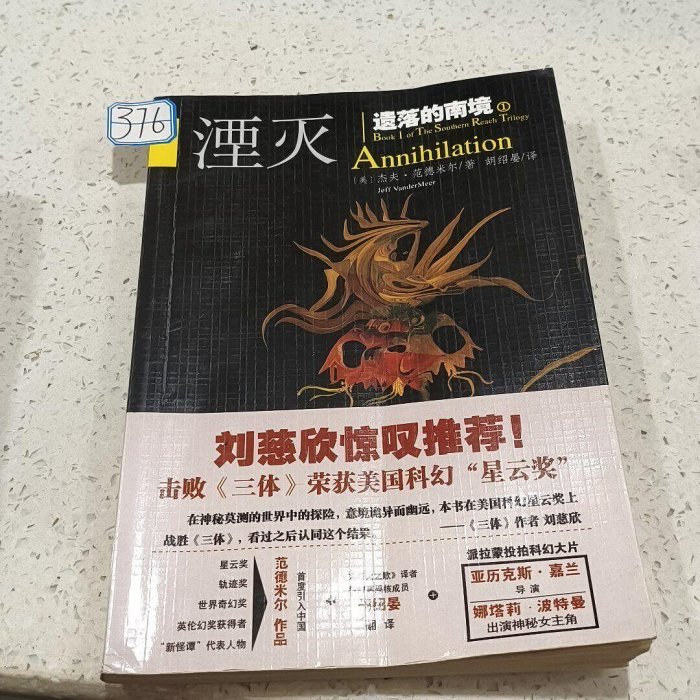 376
湮灭
遗落的南境①
Book 1 of The Southern Reach Trilogy
Annihilation
[美]杰夫·范德米尔/著 胡绍晏/译
Jeff VanderMeer
刘慈欣惊叹推荐!
击败《三体》荣获美国科幻“星云奖”
在神秘莫测的世界中的探险，意境诡异而幽远，本书在美国科幻星云奖上
战胜《三体》，看过之后认同这个结果。
——《三体》作者 刘慈欣
星云奖
轨迹奖
世界奇幻奖
英伦幻奖获得者
“新怪谭”代表人物
范德米尔 作品
首度引入中国
之歌》译者
核成员
绍晏
译
+
派拉蒙投拍科幻大片
亚历克斯·嘉兰
导演
娜塔莉·波特曼
出演神秘女主角